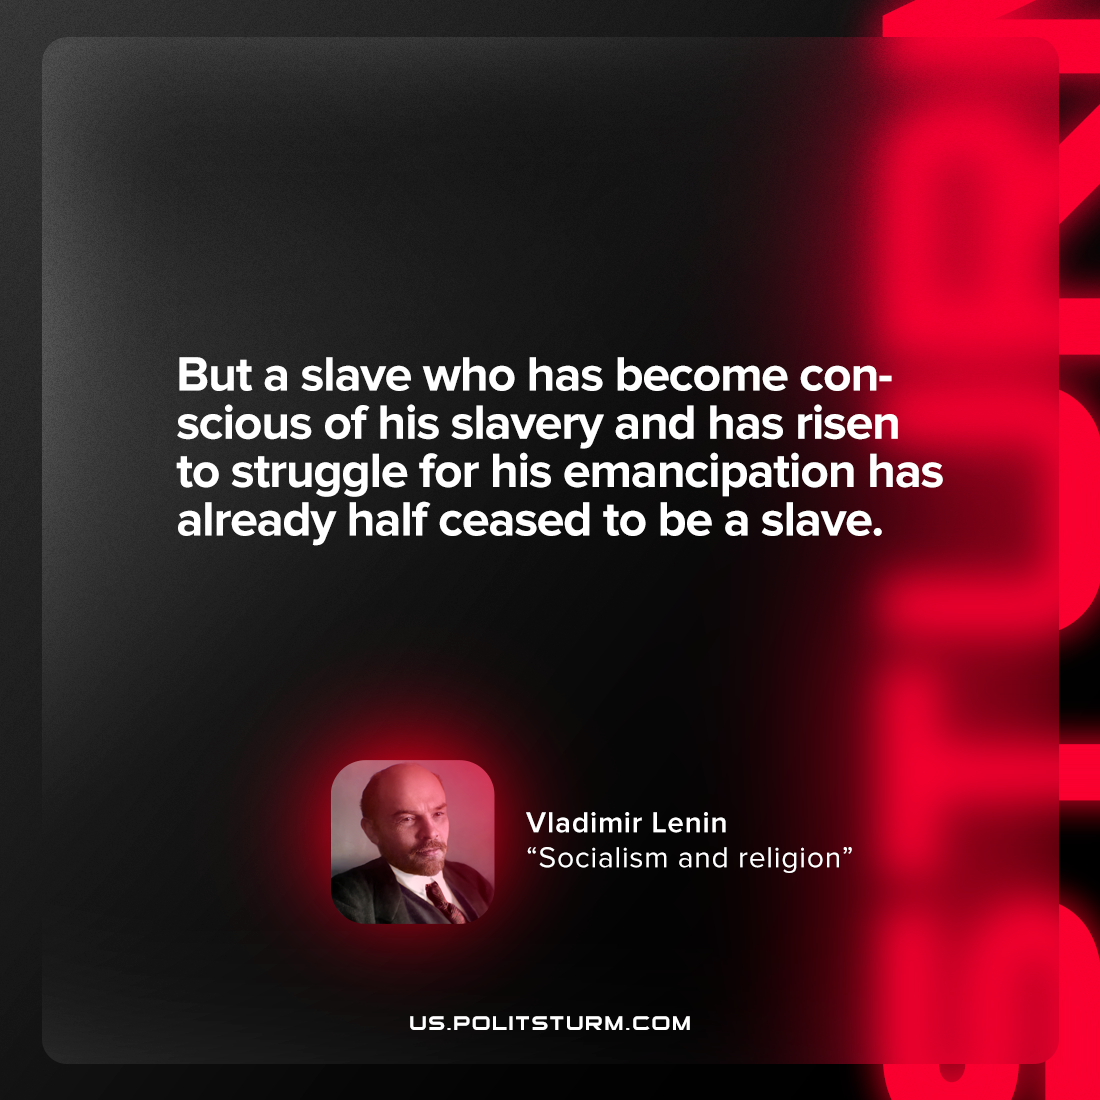 But a slave who has become con-
scious of his slavery and has risen
to struggle for his emancipation has
already half ceased to be a slave.
Vladimir Lenin
“Socialism and religion”
US.POLITSTURM.COM